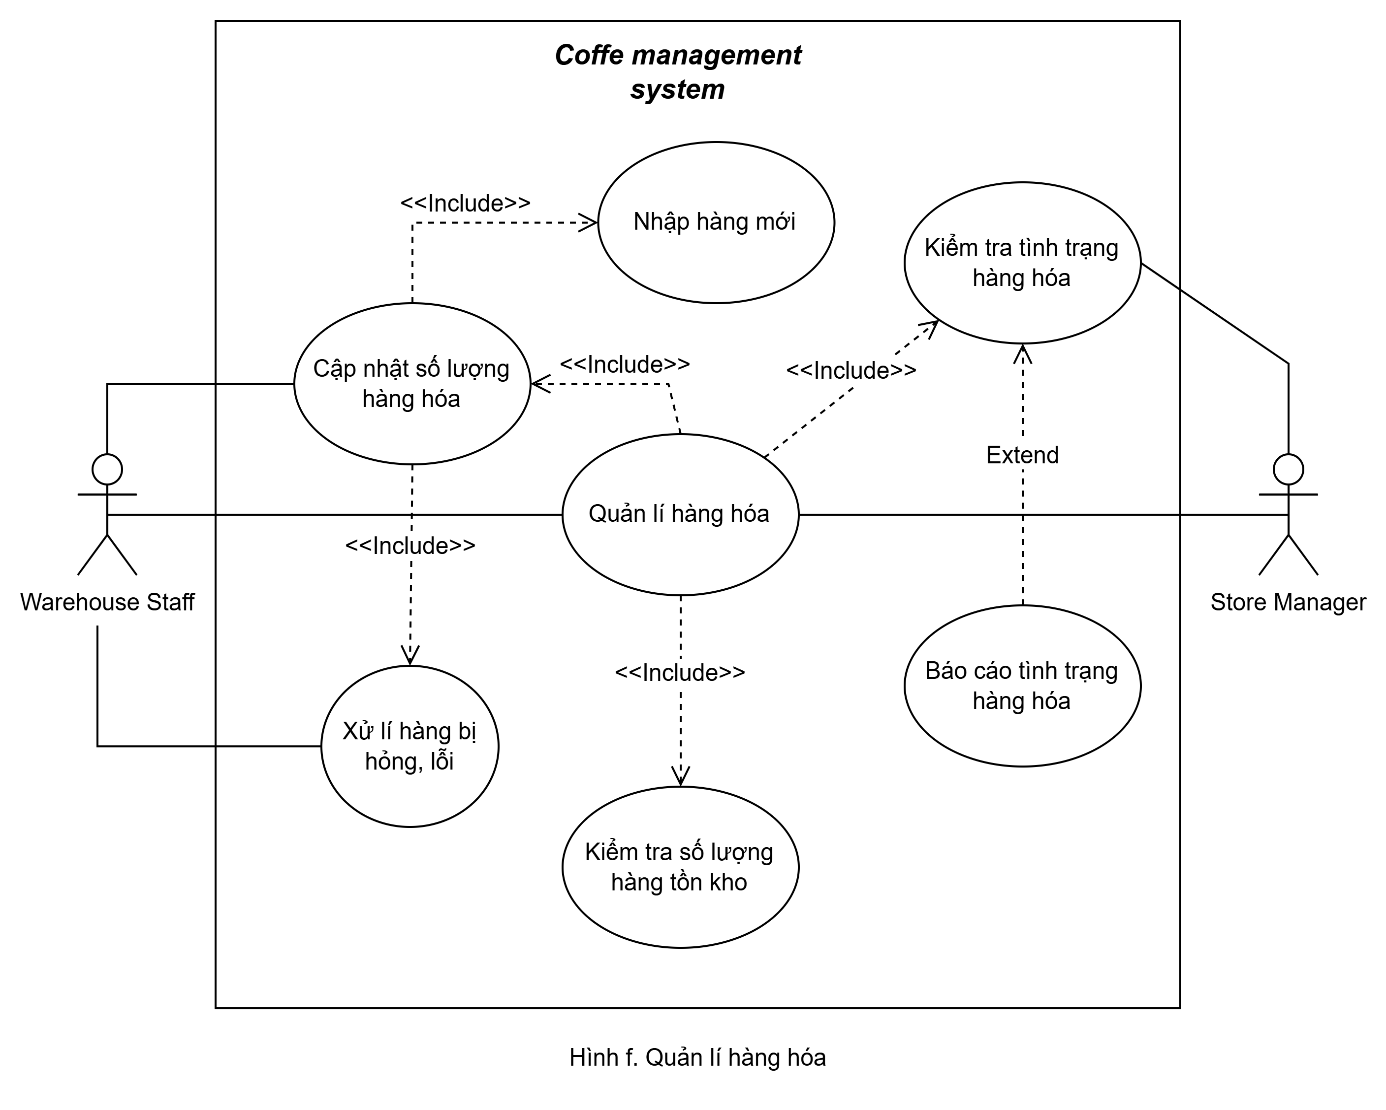 Coffe management
system
<<Include>>
Nhập hàng mới
Kiểm tra tình trạng
hàng hóa
Cập nhật số lượng
hàng hóa
<<Include>>
<<Include>>
Extend
Quản lí hàng hóa
<<Include>>
Warehouse Staff
Store Manager
<<Include>>
Báo cáo tình trạng
hàng hóa
Xử lí hàng bị
hỏng, lỗi
Kiểm tra số lượng
hàng tồn kho
Hình f. Quản lí hàng hóa